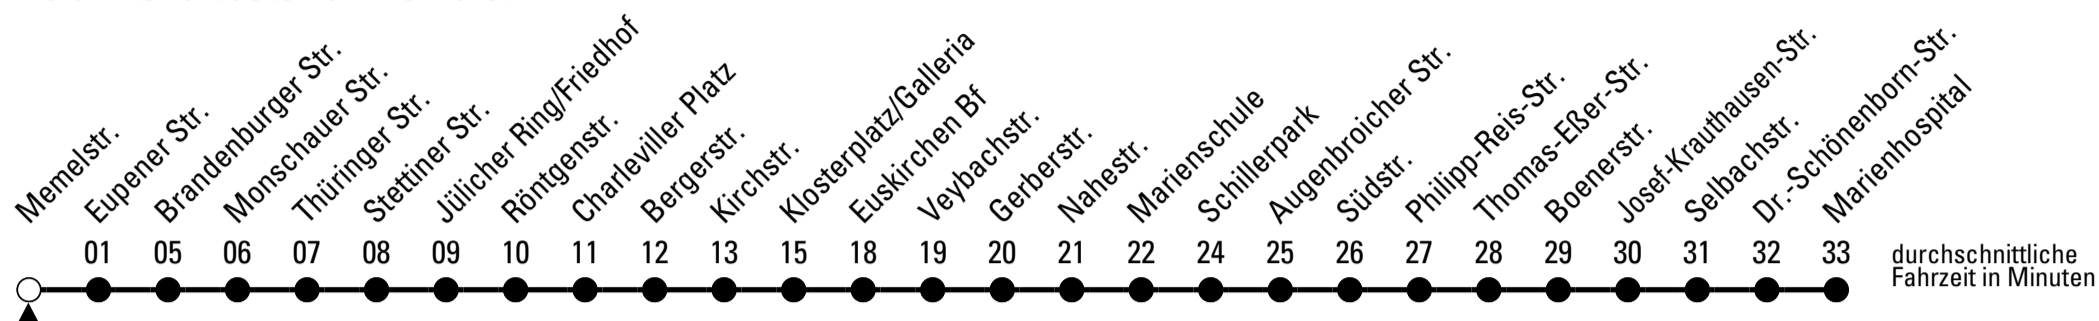 Memelstr.
Eupener Str.
Brandenburger Str.
Monschauer Str.
Thüringer Str.
Stettiner Str.
Jülicher Ring/Friedhof
Röntgenstr.
Charleviller Platz
Bergerstr.
Kirchstr.
Klosterplatz/Galleria
Euskirchen Bf
Veybachstr.
Gerberstr.
Nahestr.
Marienschule
Schillerpark
Augenbroicher Str.
Südstr.
Philipp-Reis-Str.
Thomas-Eßer-Str.
Boenerstr.
Josef-Krauthausen-Str.
Selbachstr.
Dr.-Schönenborn-Str.
Marienhospital
01 05 06 07 08 09 10 11 12 13 15 18 19 20 21 22 24 25 26 27 28 29 30 31 32 33
durchschnittliche
Fahrzeit in Minuten